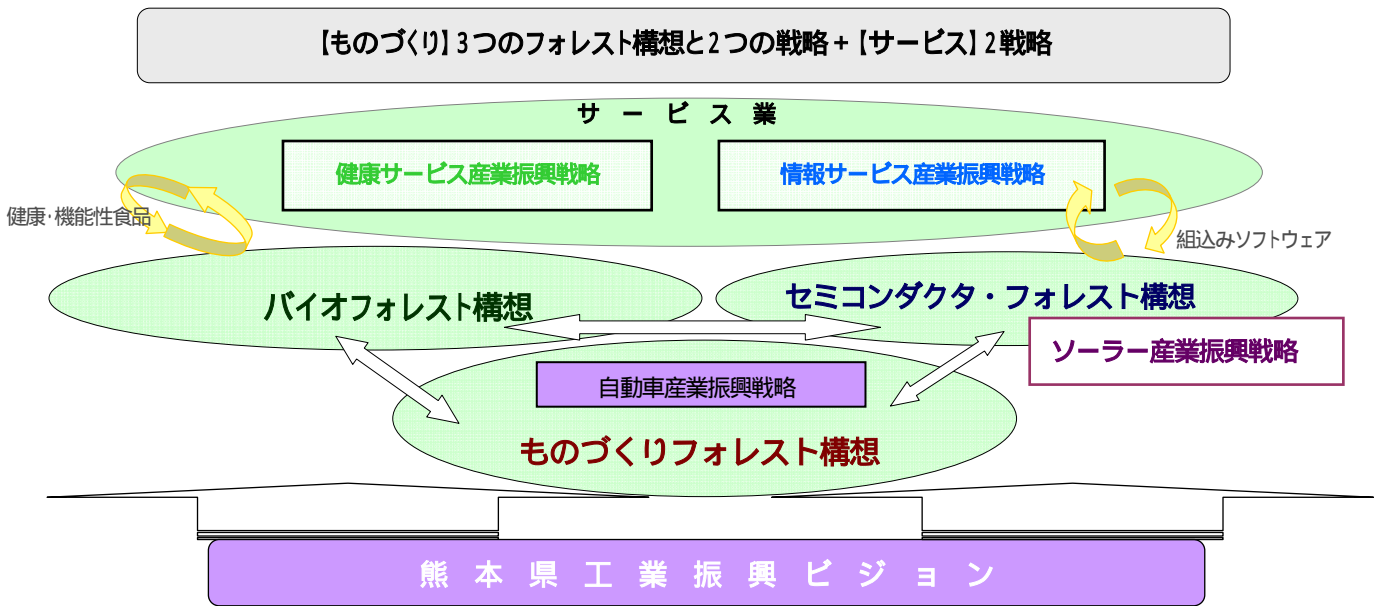 【ものづくり】3つのフォレスト構想と2つの戦略+【サービス】2戦略
サービス業
健康サービス産業振興戦略
情報サービス産業振興戦略
健康・機能性食品
組込みソフトウェア
バイオフォレスト構想
セミコンダクタ・フォレスト構想
ソーラー産業振興戦略
自動車産業振興戦略
ものづくりフォレスト構想
熊本県工業振興ビジョン